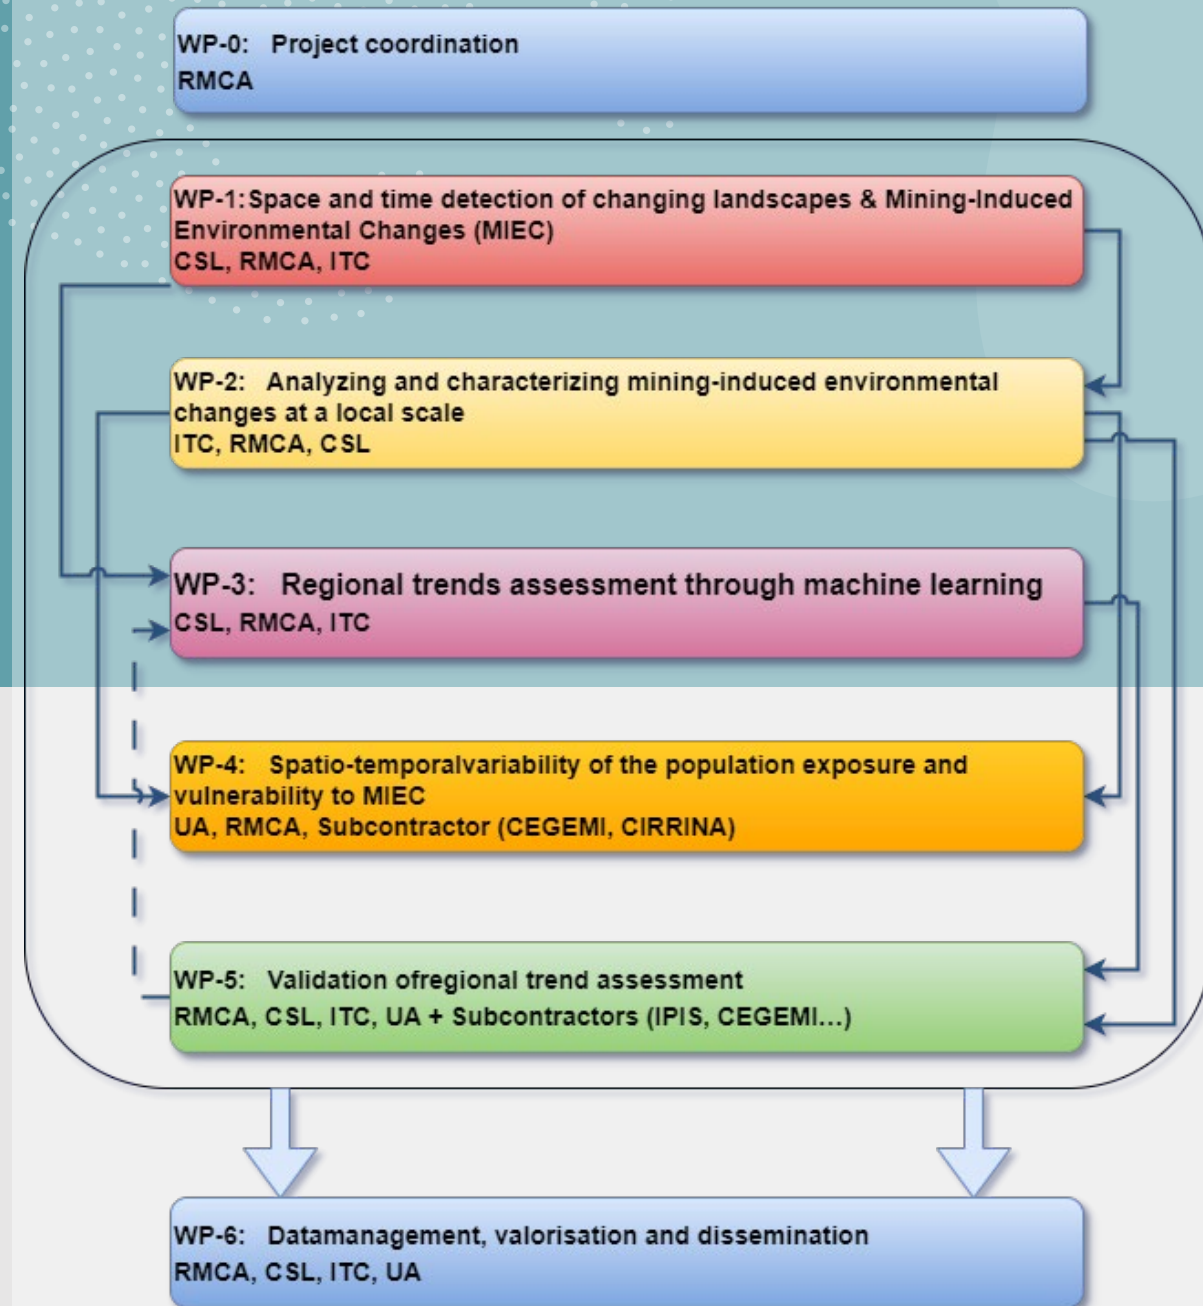 WP-0: Project coordination
RMCA
WP-1:Space and time detection of changing landscapes & Mining-Induced
Environmental Changes (MIEC)
CSL, RMCA, ITC
WP-2: Analyzing and characterizing mining-induced environmental
changes at a local scale
ITC, RMCA, CSL
WP-3: Regional trends assessment through machine learning
CSL, RMCA, ITC
WP-4: Spatio-temporalvariability of the population exposure and
vulnerability to MIEC
UA, RMCA, Subcontractor (CEGEMI, CIRRINA)
WP-5: Validation ofregional trend assessment
RMCA, CSL, ITC, UA + Subcontractors (IPIS, CEGEMI...)
WP-6: Datamanagement, valorisation and dissemination
RMCA, CSL, ITC, UA